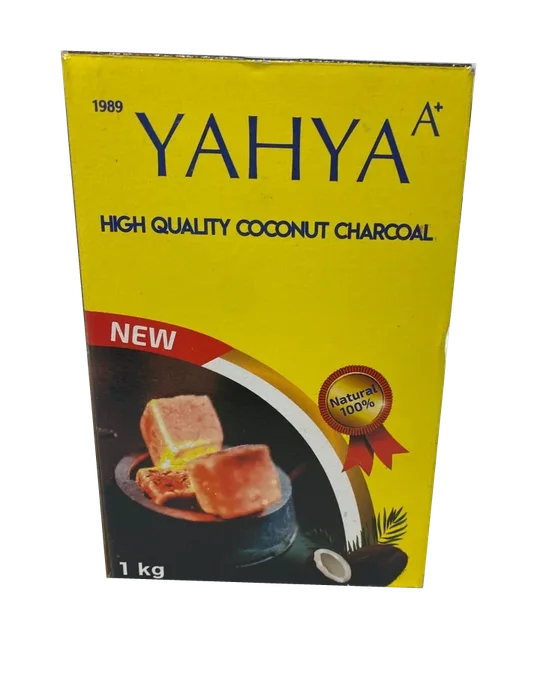 1989
YAHYA A+
HIGH QUALITY COCONUT CHARCOAL
NEW
Natural
100%
1 kg